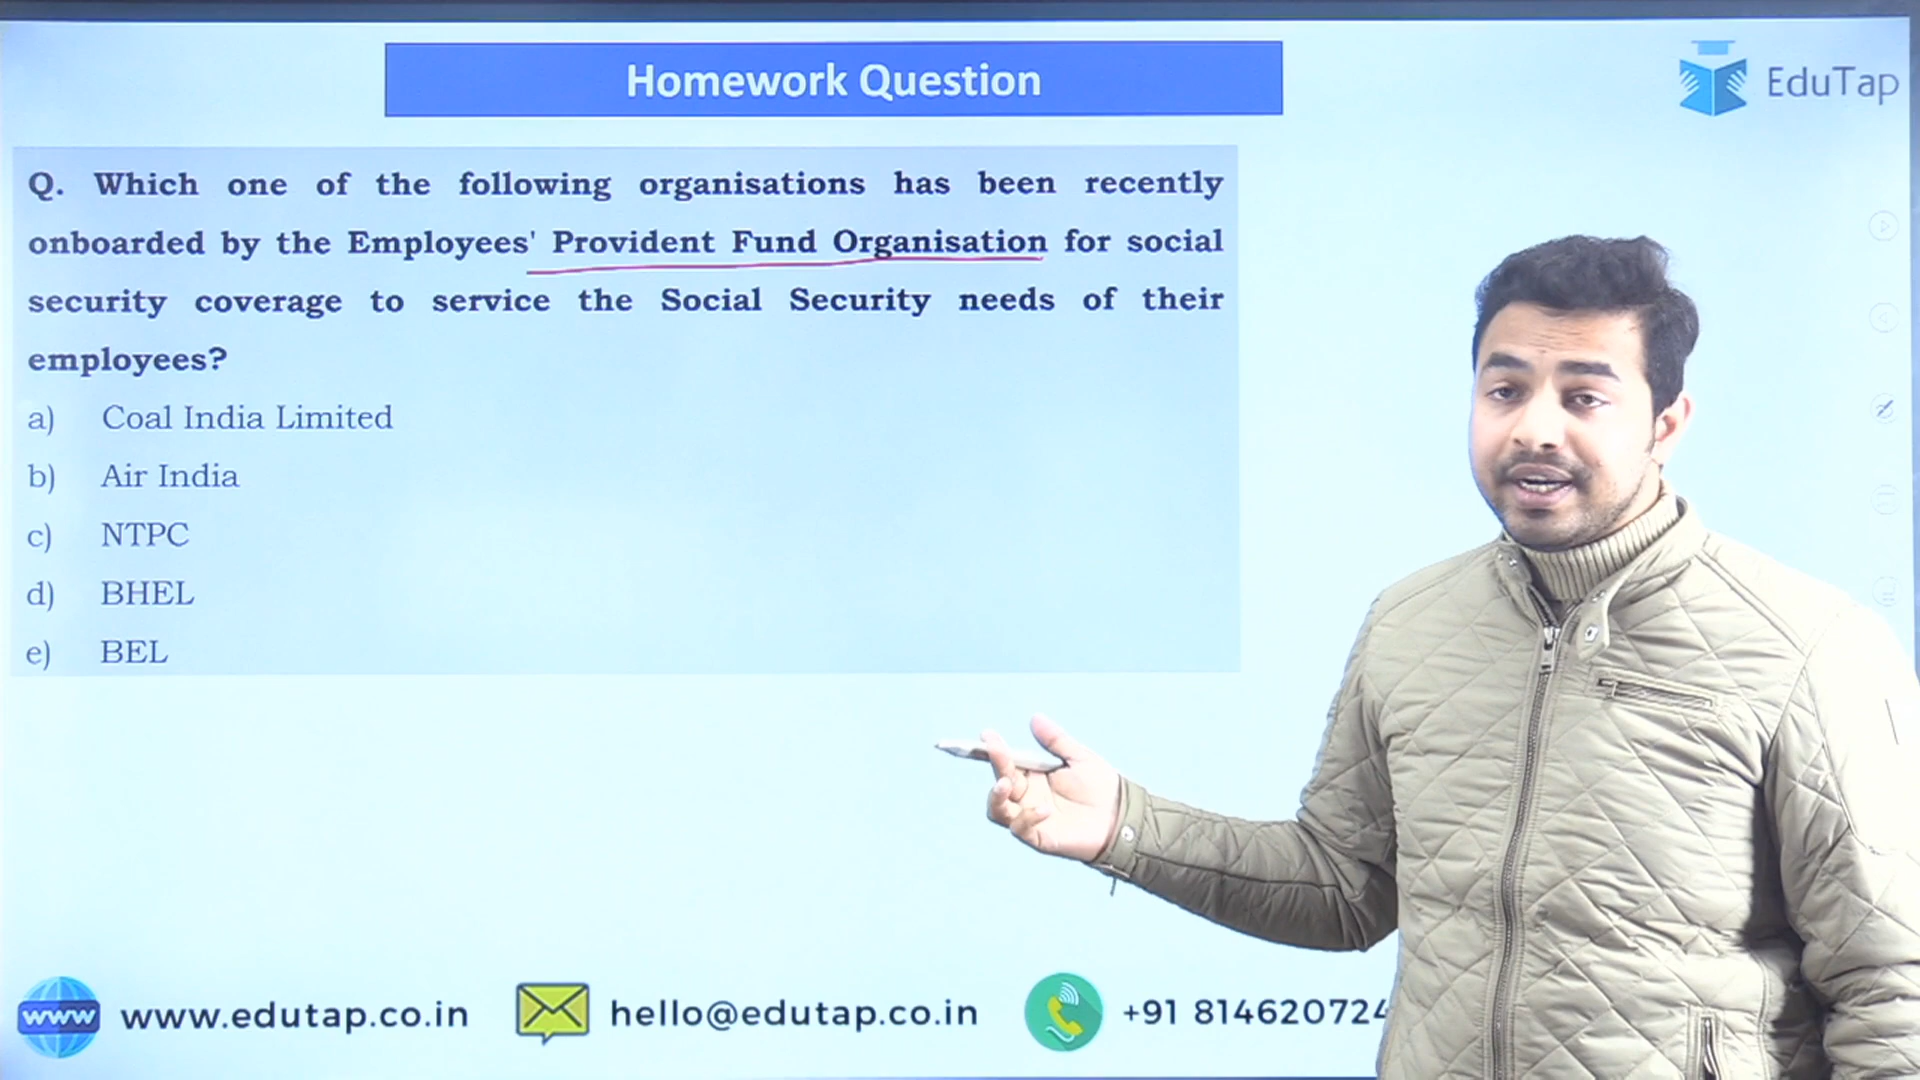 Homework Question
EduTap
Q. Which one of the following organisations has been recently
onboarded by the Employees' Provident Fund Organisation for social
security coverage to service the Social Security needs of their
employees?
a) Coal India Limited
b) Air India
c) NTPC
d) BHEL
e) BEL
www www.edutap.co.in hello@edutap.co.in +91 814620724